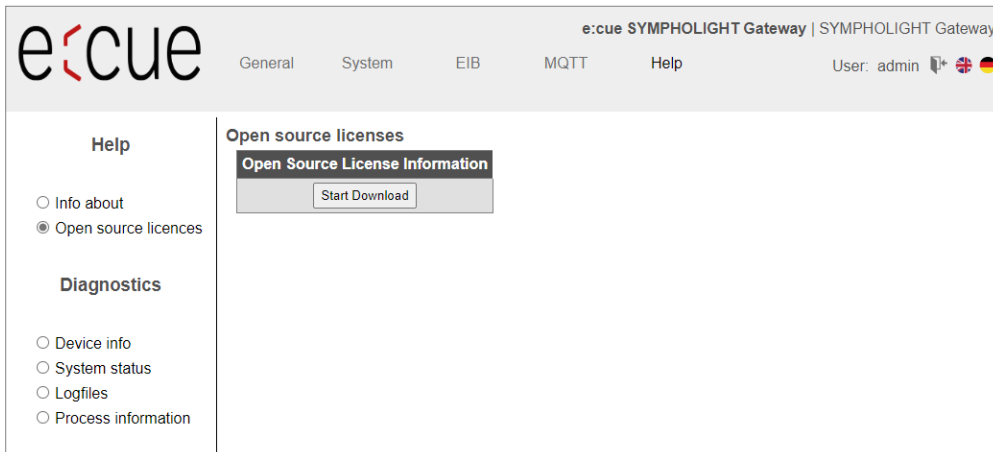 e:cue
e:cue SYMPHOLIGHT Gateway | SYMPHOLIGHT Gateway
General System EIB MQTT Help User: admin
Help
Info about
Open source licences
Diagnostics
Device info
System status
Logfiles
Process information
Open source licenses
Open Source License Information
Start Download